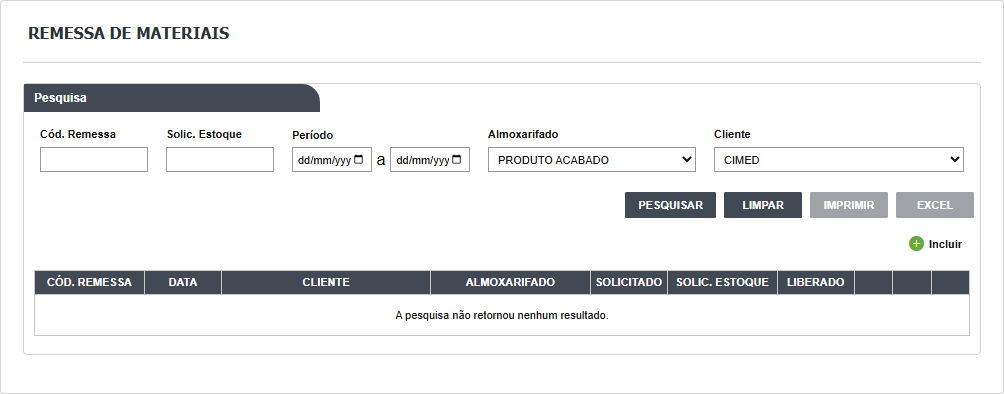 REMESSA DE MATERIAIS
Pesquisa
Cód. Remessa Solic. Estoque Período Almoxarifado Cliente
dd/mm/yyy a dd/mm/yyy PRODUTO ACABADO CIMED
PESQUISAR LIMPAR IMPRIMIR EXCEL
Incluir
CÓD. REMESSA DATA CLIENTE ALMOXARIFADO SOLICITADO SOLIC. ESTOQUE LIBERADO
A pesquisa não retornou nenhum resultado.